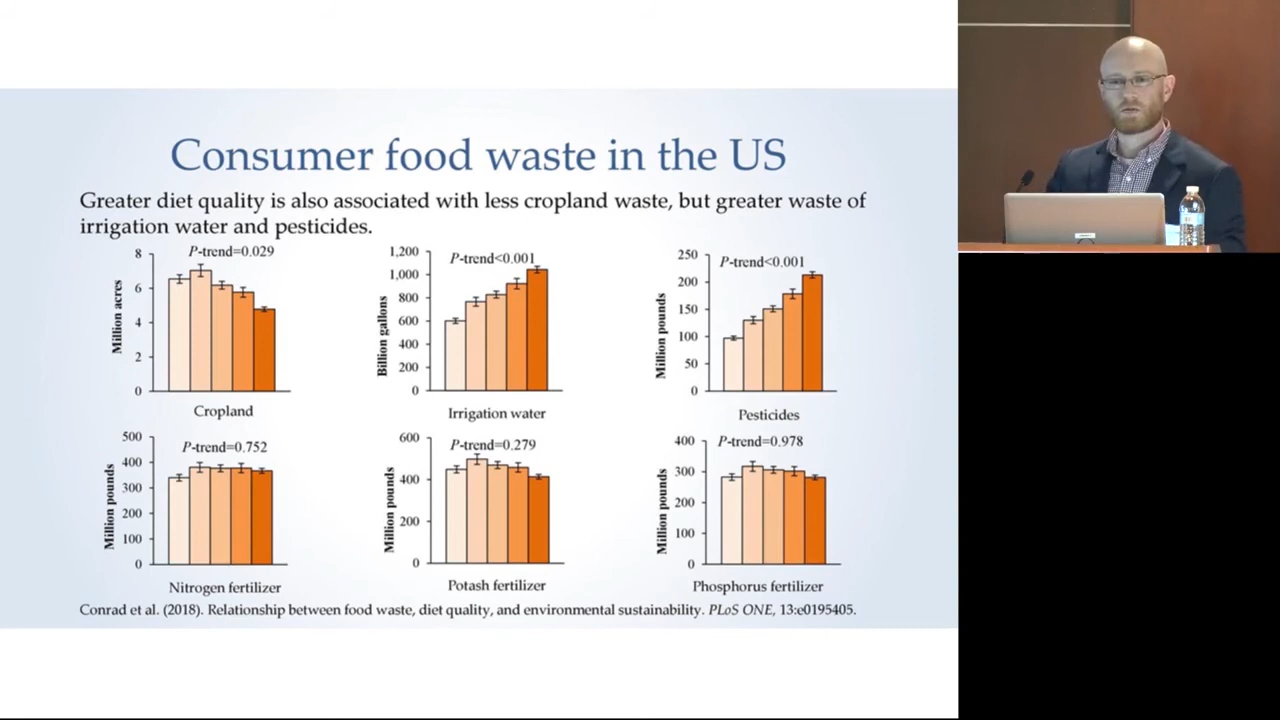 Consumer food waste in the US
Greater diet quality is also associated with less cropland waste, but greater waste of
irrigation water and pesticides.
P-trend=0.029
8
6
4
2
0
Million acres
Cropland
P-trend<0.001
1,200
1,000
800
600
400
200
0
Billion gallons
Irrigation water
P-trend<0.001
250
200
150
100
50
0
Million pounds
Pesticides
P-trend=0.752
500
400
300
200
100
0
Million pounds
Nitrogen fertilizer
P-trend=0.279
600
400
200
0
Million pounds
Potash fertilizer
P-trend=0.978
400
300
200
100
0
Million pounds
Phosphorus fertilizer
Conrad et al. (2018). Relationship between food waste, diet quality, and environmental sustainability. PLoS ONE, 13:e0195405.